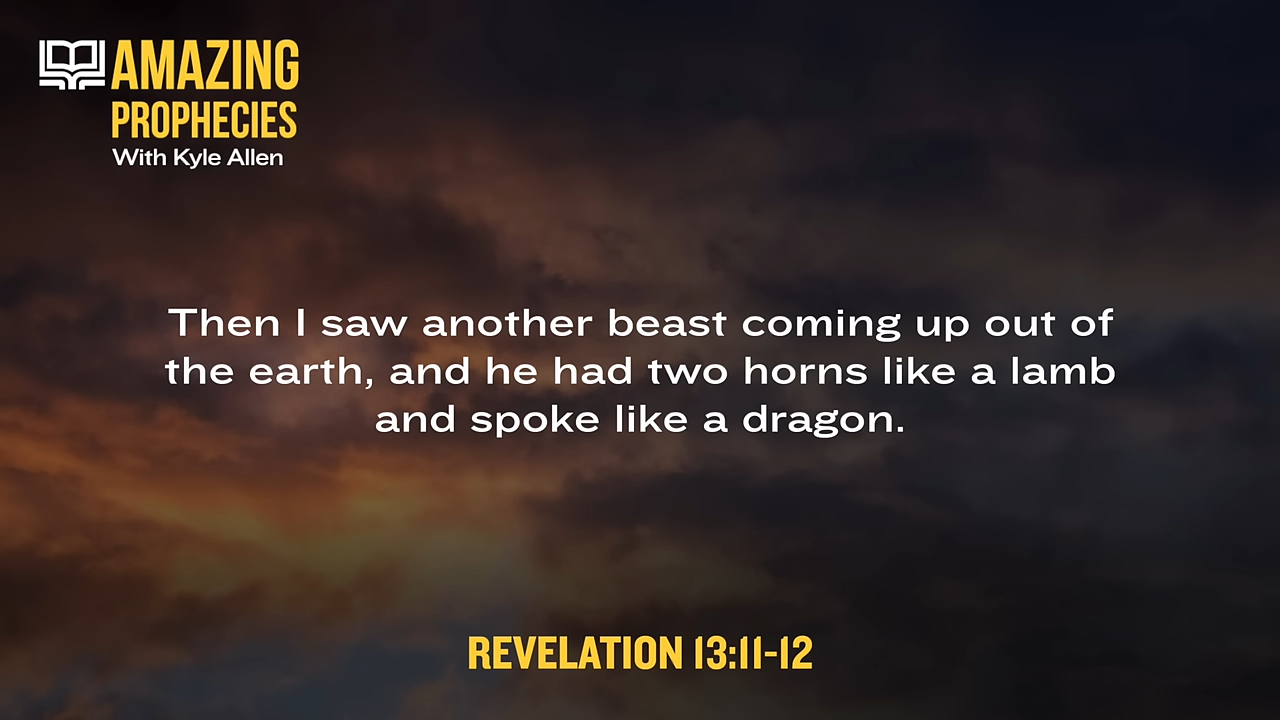 AMAZING
PROPHECIES
With Kyle Allen
Then I saw another beast coming up out of
the earth, and he had two horns like a lamb
and spoke like a dragon.
REVELATION 13:11-12